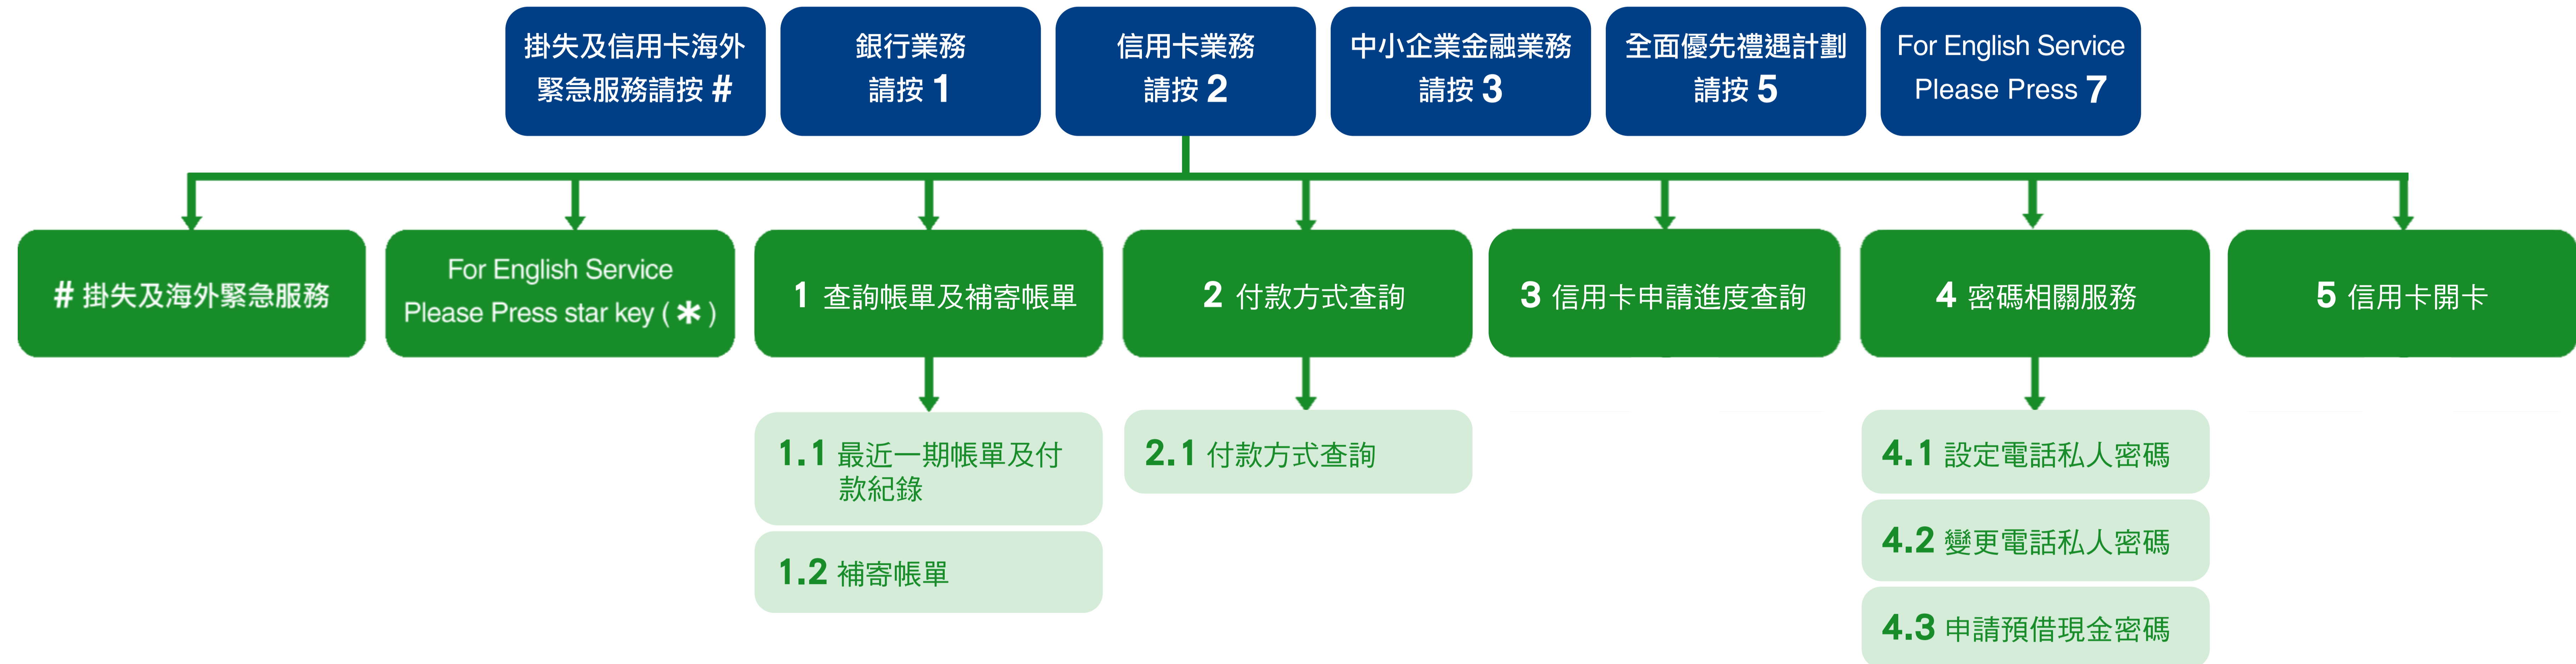 掛失及信用卡海外
緊急服務請按 #
銀行業務
請按 1
信用卡業務
請按 2
中小企業金融業務
請按 3
全面優先禮遇計劃
請按 5
For English Service
Please Press 7
# 掛失及海外緊急服務
For English Service
Please Press star key ( * )
1 查詢帳單及補寄帳單
2 付款方式查詢
3 信用卡申請進度查詢
4 密碼相關服務
5 信用卡開卡
1.1 最近一期帳單及付
款紀錄
1.2 補寄帳單
2.1 付款方式查詢
4.1 設定電話私人密碼
4.2 變更電話私人密碼
4.3 申請預借現金密碼